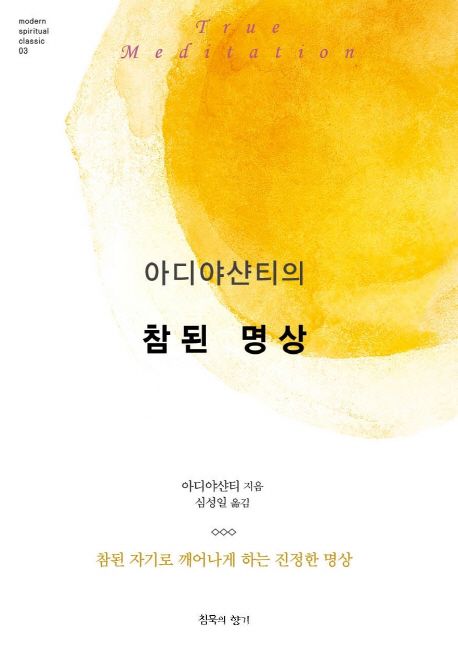 modern
spiritual
classic
03
True
Meditation
아디야샨티의
참된 명상
아디야샨티 지음
심성일 옮김
참된 자기로 깨어나게 하는 진정한 명상
침묵의 향기